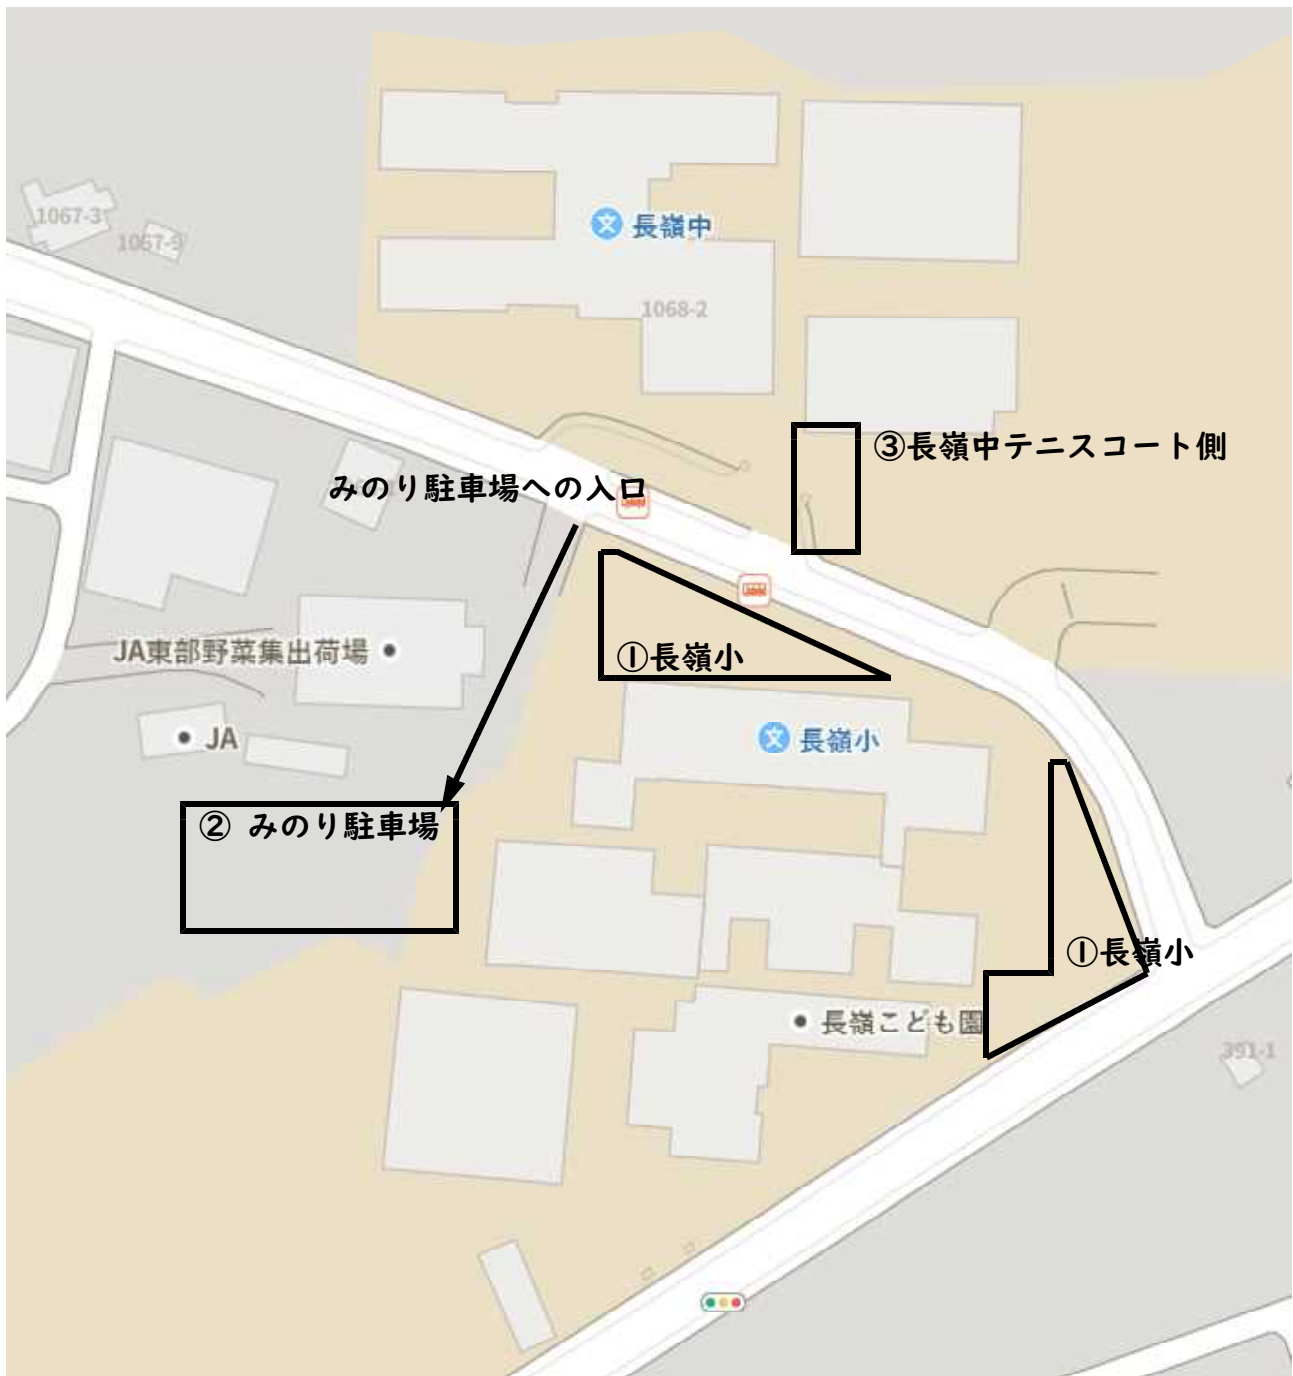 1067-3
1067-9
文 長嶺中
1068-2
③長嶺中テニスコート側
みのり駐車場への入口
①長嶺小
JA東部野菜集出荷場
JA
文 長嶺小
② みのり駐車場
①長嶺小
長嶺こども園
391-1